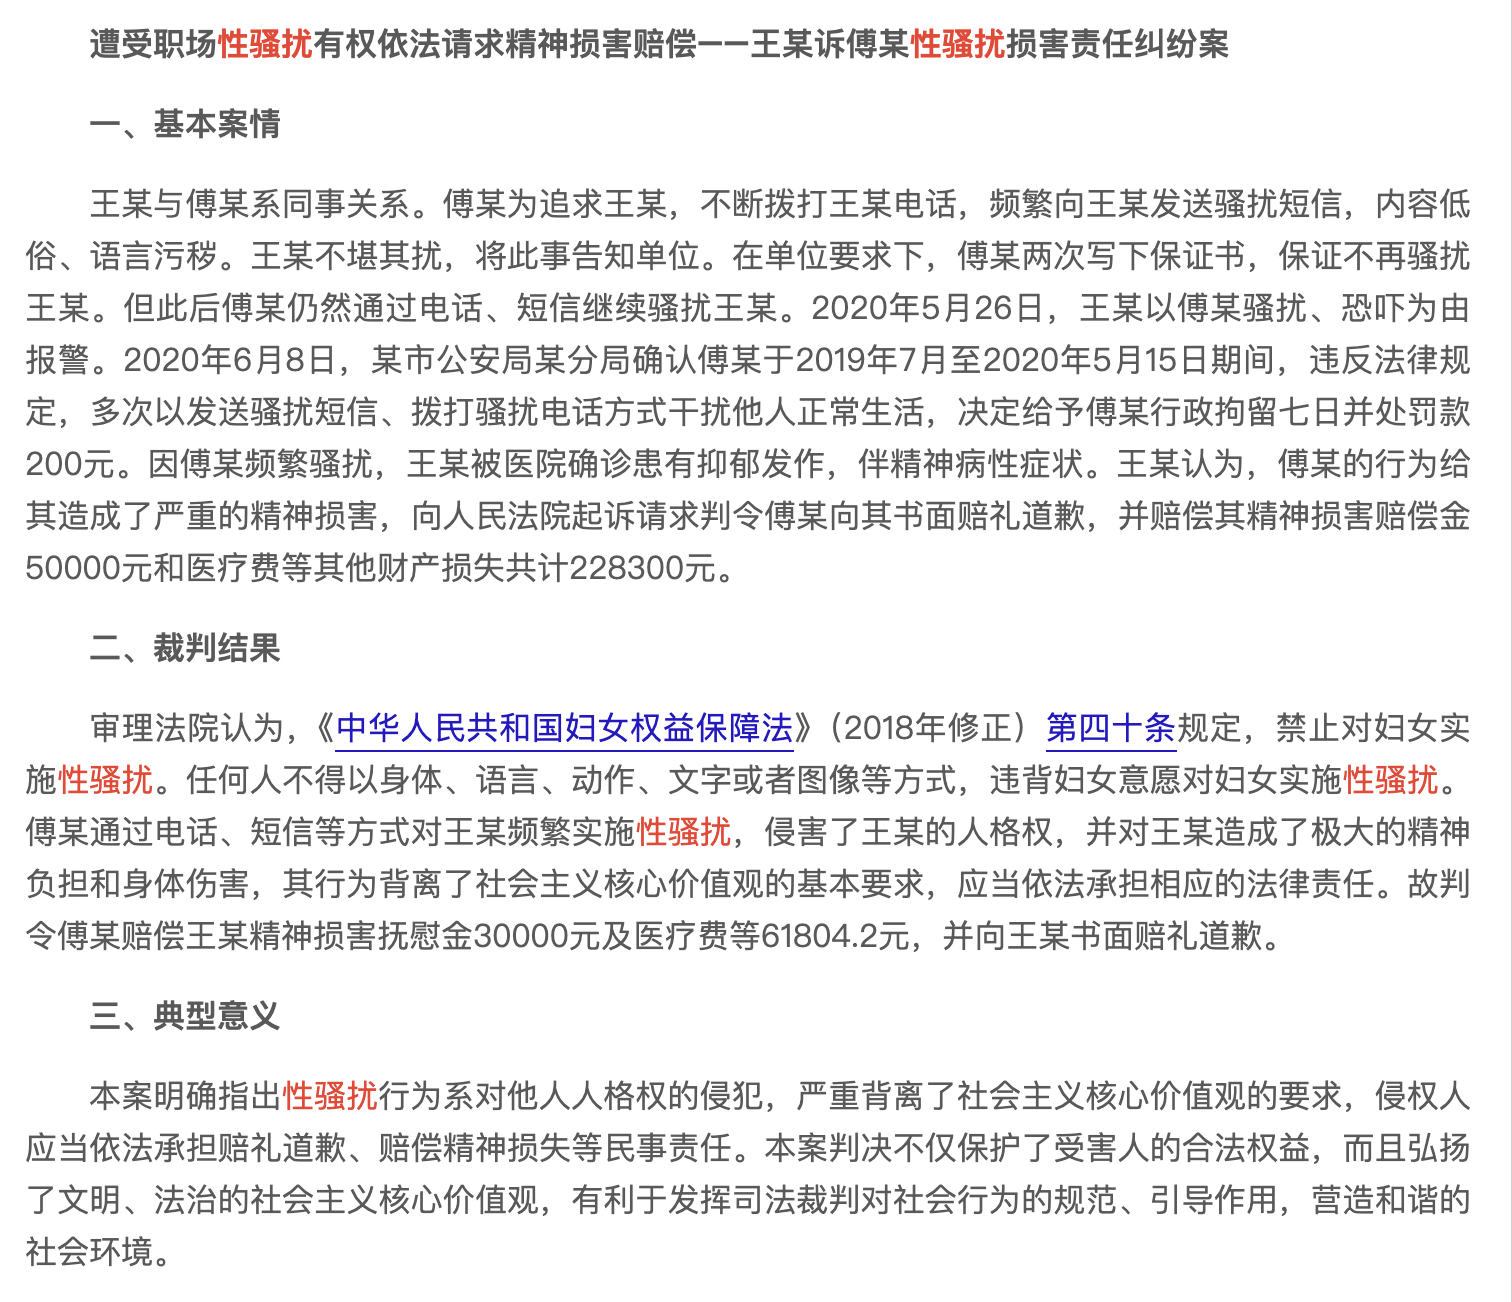 遭受职场性骚扰有权依法请求精神损害赔偿——王某诉傅某性骚扰损害责任纠纷案
一、基本案情
王某与傅某系同事关系。傅某为追求王某，不断拨打王某电话，频繁向王某发送骚扰短信，内容低
俗、语言污秽。王某不堪其扰，将此事告知单位。在单位要求下，傅某两次写下保证书，保证不再骚扰
王某。但此后傅某仍然通过电话、短信继续骚扰王某。2020年5月26日，王某以傅某骚扰、恐吓为由
报警。2020年6月8日，某市公安局某分局确认傅某于2019年7月至2020年5月15日期间，违反法律规
定，多次以发送骚扰短信、拨打骚扰电话方式干扰他人正常生活，决定给予傅某行政拘留七日并处罚款
200元。因傅某频繁骚扰，王某被医院确诊患有抑郁发作，伴精神病性症状。王某认为，傅某的行为给
其造成了严重的精神损害，向人民法院起诉请求判令傅某向其书面赔礼道歉，并赔偿其精神损害赔偿金
50000元和医疗费等其他财产损失共计228300元。
二、裁判结果
审理法院认为，《中华人民共和国妇女权益保障法》（2018年修正）第四十条规定，禁止对妇女实
施性骚扰。任何人不得以身体、语言、动作、文字或者图像等方式，违背妇女意愿对妇女实施性骚扰。
傅某通过电话、短信等方式对王某频繁实施性骚扰，侵害了王某的人格权，并对王某造成了极大的精神
负担和身体伤害，其行为背离了社会主义核心价值观的基本要求，应当依法承担相应的法律责任。故判
令傅某赔偿王某精神损害抚慰金30000元及医疗费等61804.2元，并向王某书面赔礼道歉。
三、典型意义
本案明确指出性骚扰行为系对他人人格权的侵犯，严重背离了社会主义核心价值观的要求，侵权人
应当依法承担赔礼道歉、赔偿精神损失等民事责任。本案判决不仅保护了受害人的合法权益，而且弘扬
了文明、法治的社会主义核心价值观，有利于发挥司法裁判对社会行为的规范、引导作用，营造和谐的
社会环境。